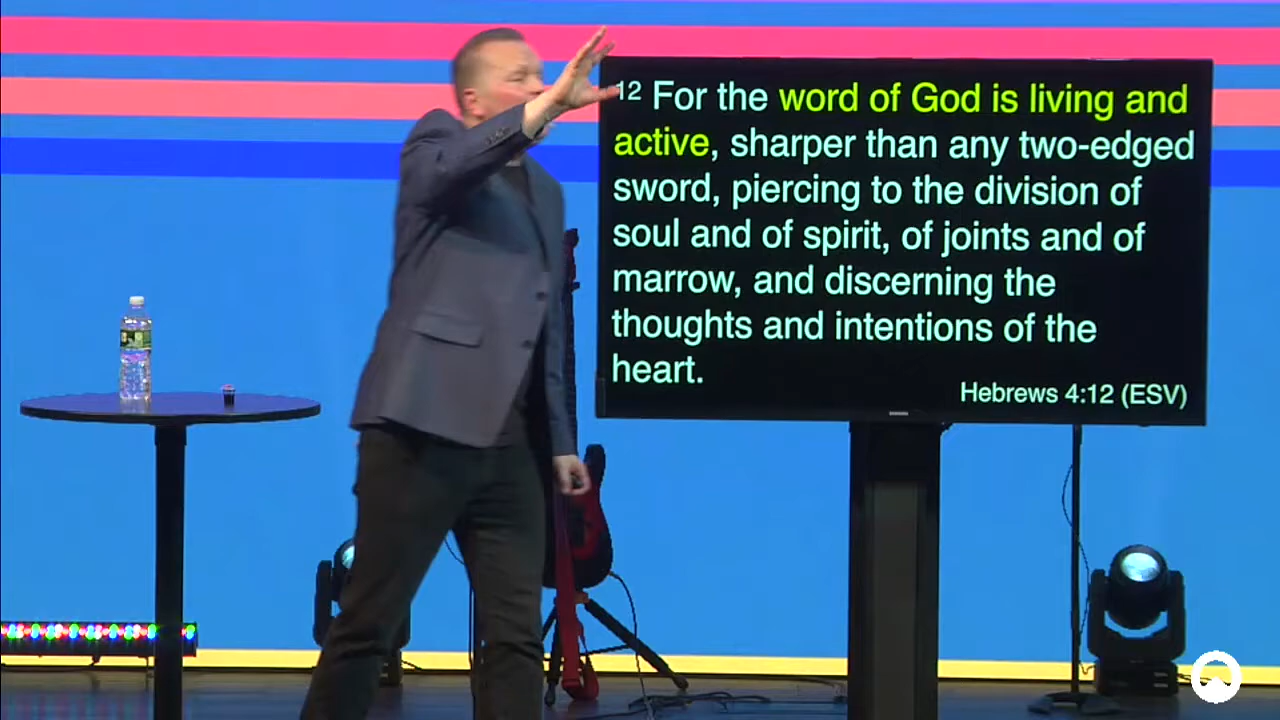 12 For the word of God is living and
active, sharper than any two-edged
sword, piercing to the division of
soul and of spirit, of joints and of
marrow, and discerning the
thoughts and intentions of the
heart.
Hebrews 4:12 (ESV)